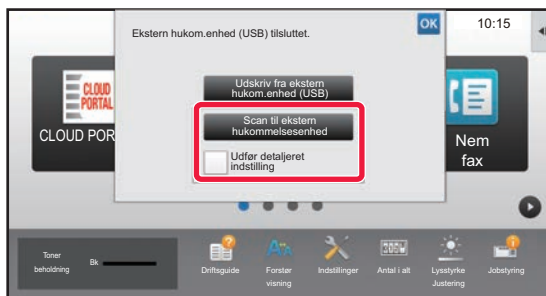 Ekstern hukom.enhed (USB) tilsluttet.
OK
10:15
Udskriv fra ekstern
hukom.enhed (USB)
Scan til ekstern
hukommelsesenhed
Udfør detaljeret
indstilling
CLOUD
PORTAL
CLOUD POR
Nem
fax
Toner
beholdning
Bk
Driftsguide
Forstør
visning
Indstillinger
Antal i alt
Lysstyrke
Justering
Jobstyring